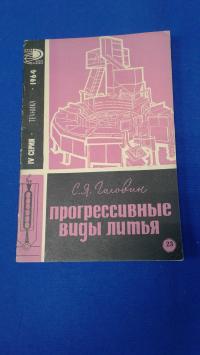 IV СЕРИЯ • ТЕХНИКА • 1964
С.Я. Головин
ПРОГРЕССИВНЫЕ
ВИДЫ ЛИТЬЯ
23